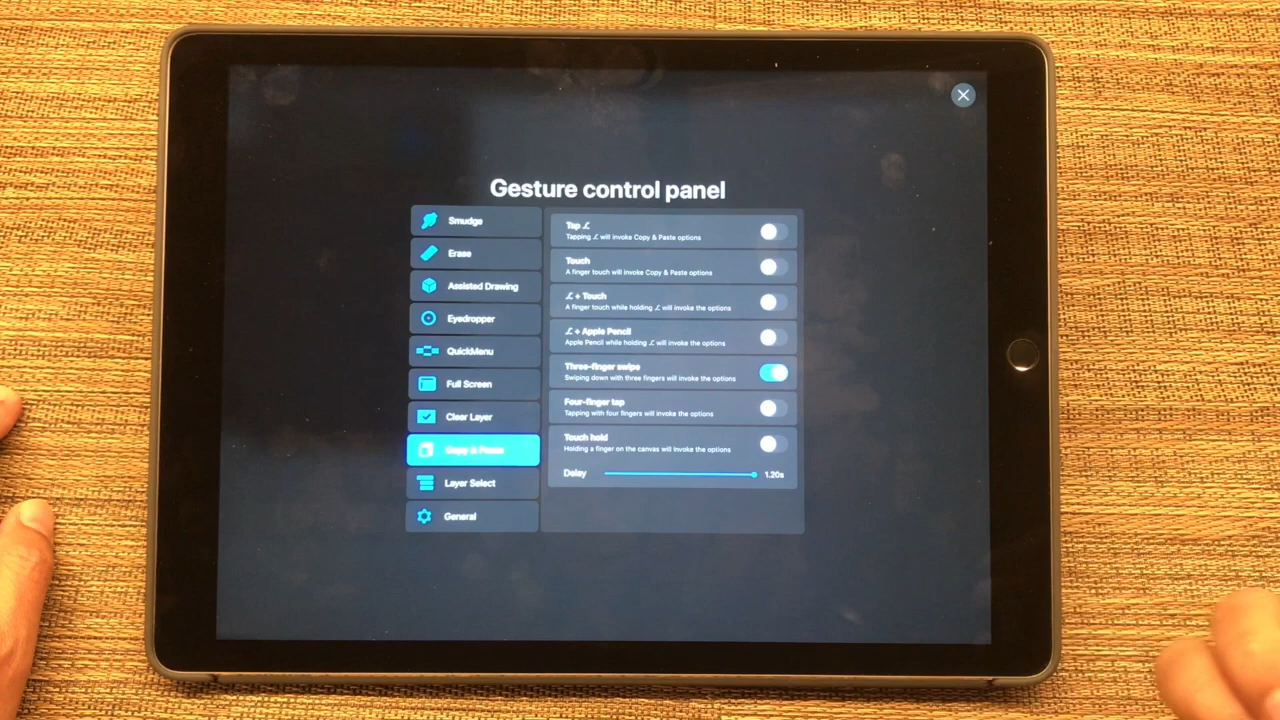 Gesture control panel
Smudge
Erase
Assisted Drawing
Eyedropper
QuickMenu
Full Screen
Clear Layer
Copy & Paste
Layer Select
General
Tap ⎎
Tapping ⎎ will invoke Copy & Paste options
Touch
A finger touch will invoke Copy & Paste options
⎎ + Touch
A finger touch while holding ⎎ will invoke the options
⎎ + Apple Pencil
Apple Pencil while holding ⎎ will invoke the options
Three-finger swipe
Swiping down with three fingers will invoke the options
Four-finger tap
Tapping with four fingers will invoke the options
Touch hold
Holding a finger on the canvas will invoke the options
Delay 1.20s